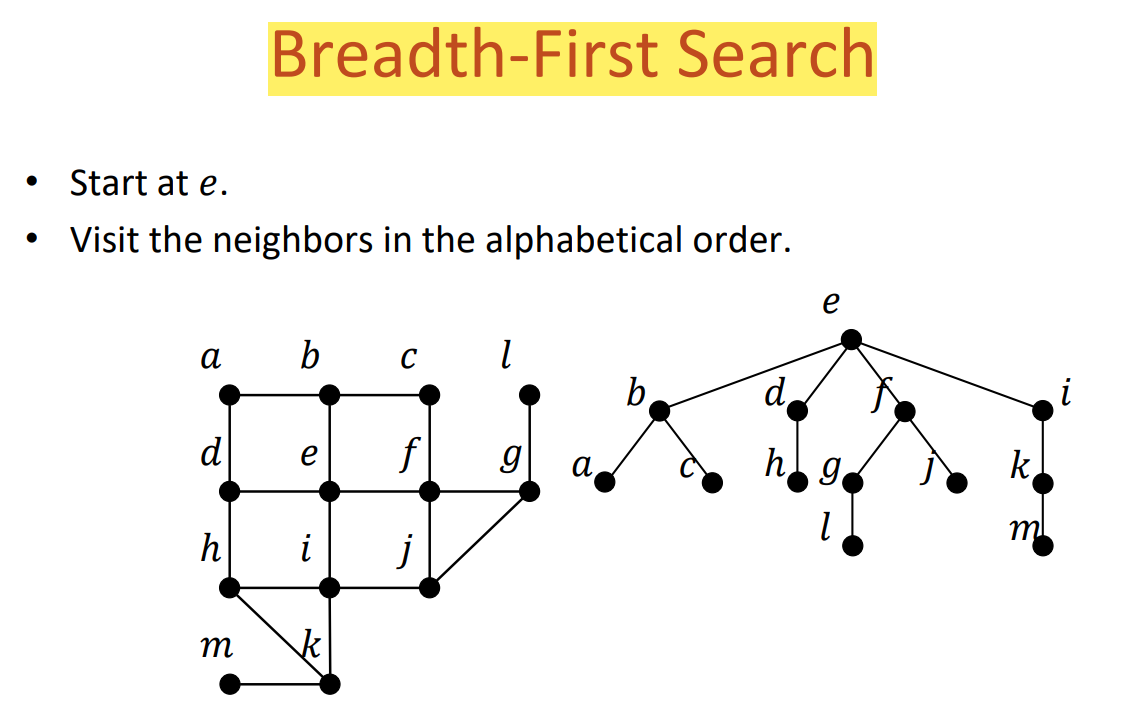 Breadth-First Search
• Start at e.
• Visit the neighbors in the alphabetical order.
e
a b c l
b d f i
d e f g
a c h g j k
l m
h i j
m k